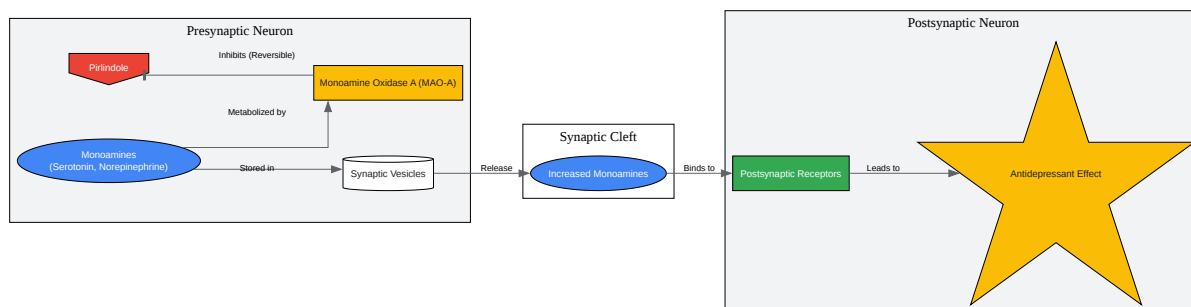 Presynaptic Neuron
Pirlindole
Inhibits (Reversible)
Monoamine Oxidase A (MAO-A)
Metabolized by
Monoamines
(Serotonin, Norepinephrine)
Stored in
Synaptic Vesicles
Release
Synaptic Cleft
Increased Monoamines
Binds to
Postsynaptic Neuron
Postsynaptic Receptors
Leads to
Antidepressant Effect